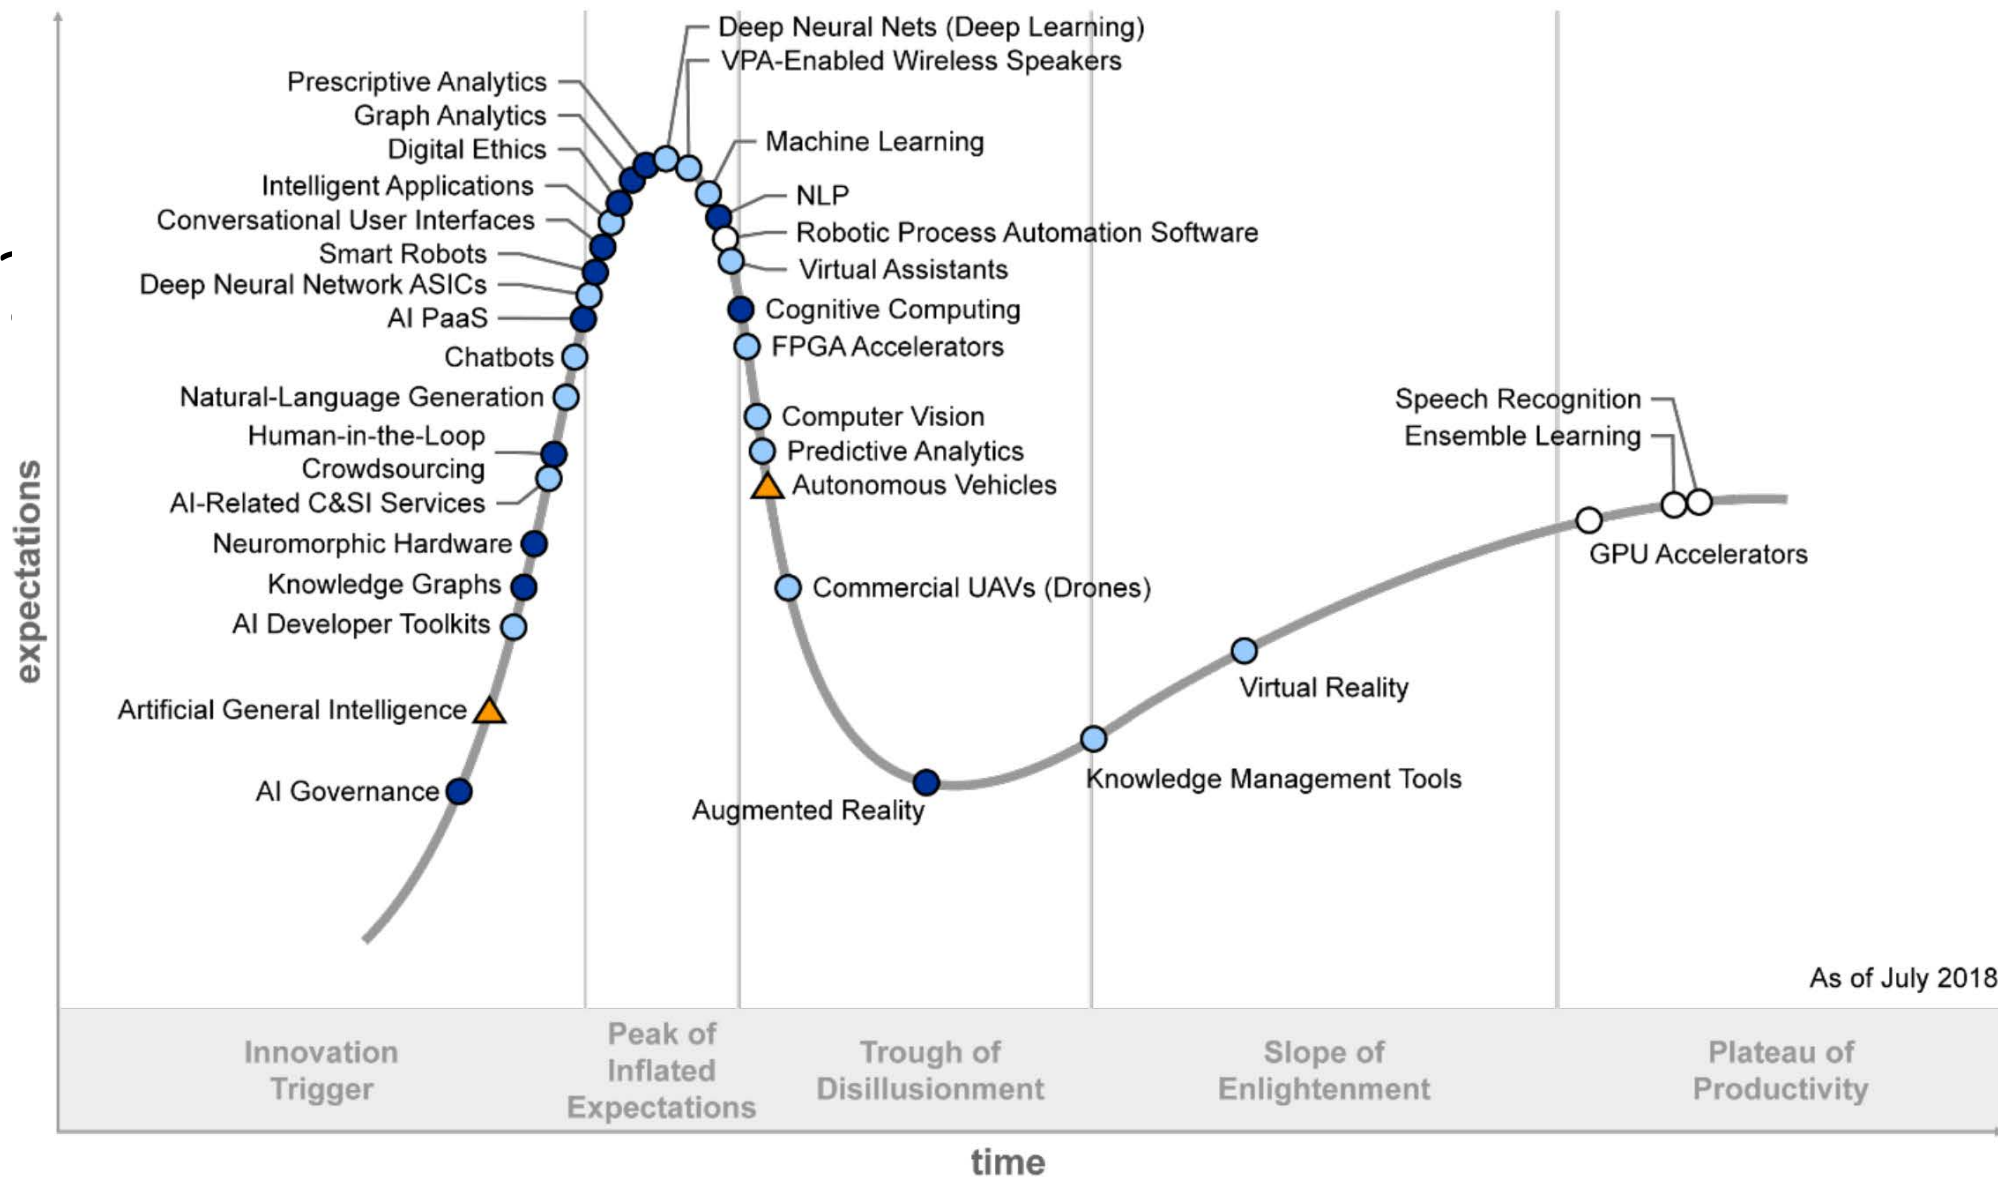 Deep Neural Nets (Deep Learning)
VPA-Enabled Wireless Speakers
Prescriptive Analytics
Graph Analytics
Digital Ethics
Intelligent Applications
Conversational User Interfaces
Smart Robots
Deep Neural Network ASICs
AI PaaS
Chatbots
Natural-Language Generation
Human-in-the-Loop
Crowdsourcing
AI-Related C&SI Services
Neuromorphic Hardware
Knowledge Graphs
AI Developer Toolkits
Artificial General Intelligence
AI Governance
Machine Learning
NLP
Robotic Process Automation Software
Virtual Assistants
Cognitive Computing
FPGA Accelerators
Computer Vision
Predictive Analytics
Autonomous Vehicles
Commercial UAVs (Drones)
Augmented Reality
Knowledge Management Tools
Virtual Reality
Speech Recognition
Ensemble Learning
GPU Accelerators
As of July 2018
expectations
Innovation
Trigger
Peak of
Inflated
Expectations
Trough of
Disillusionment
Slope of
Enlightenment
Plateau of
Productivity
time